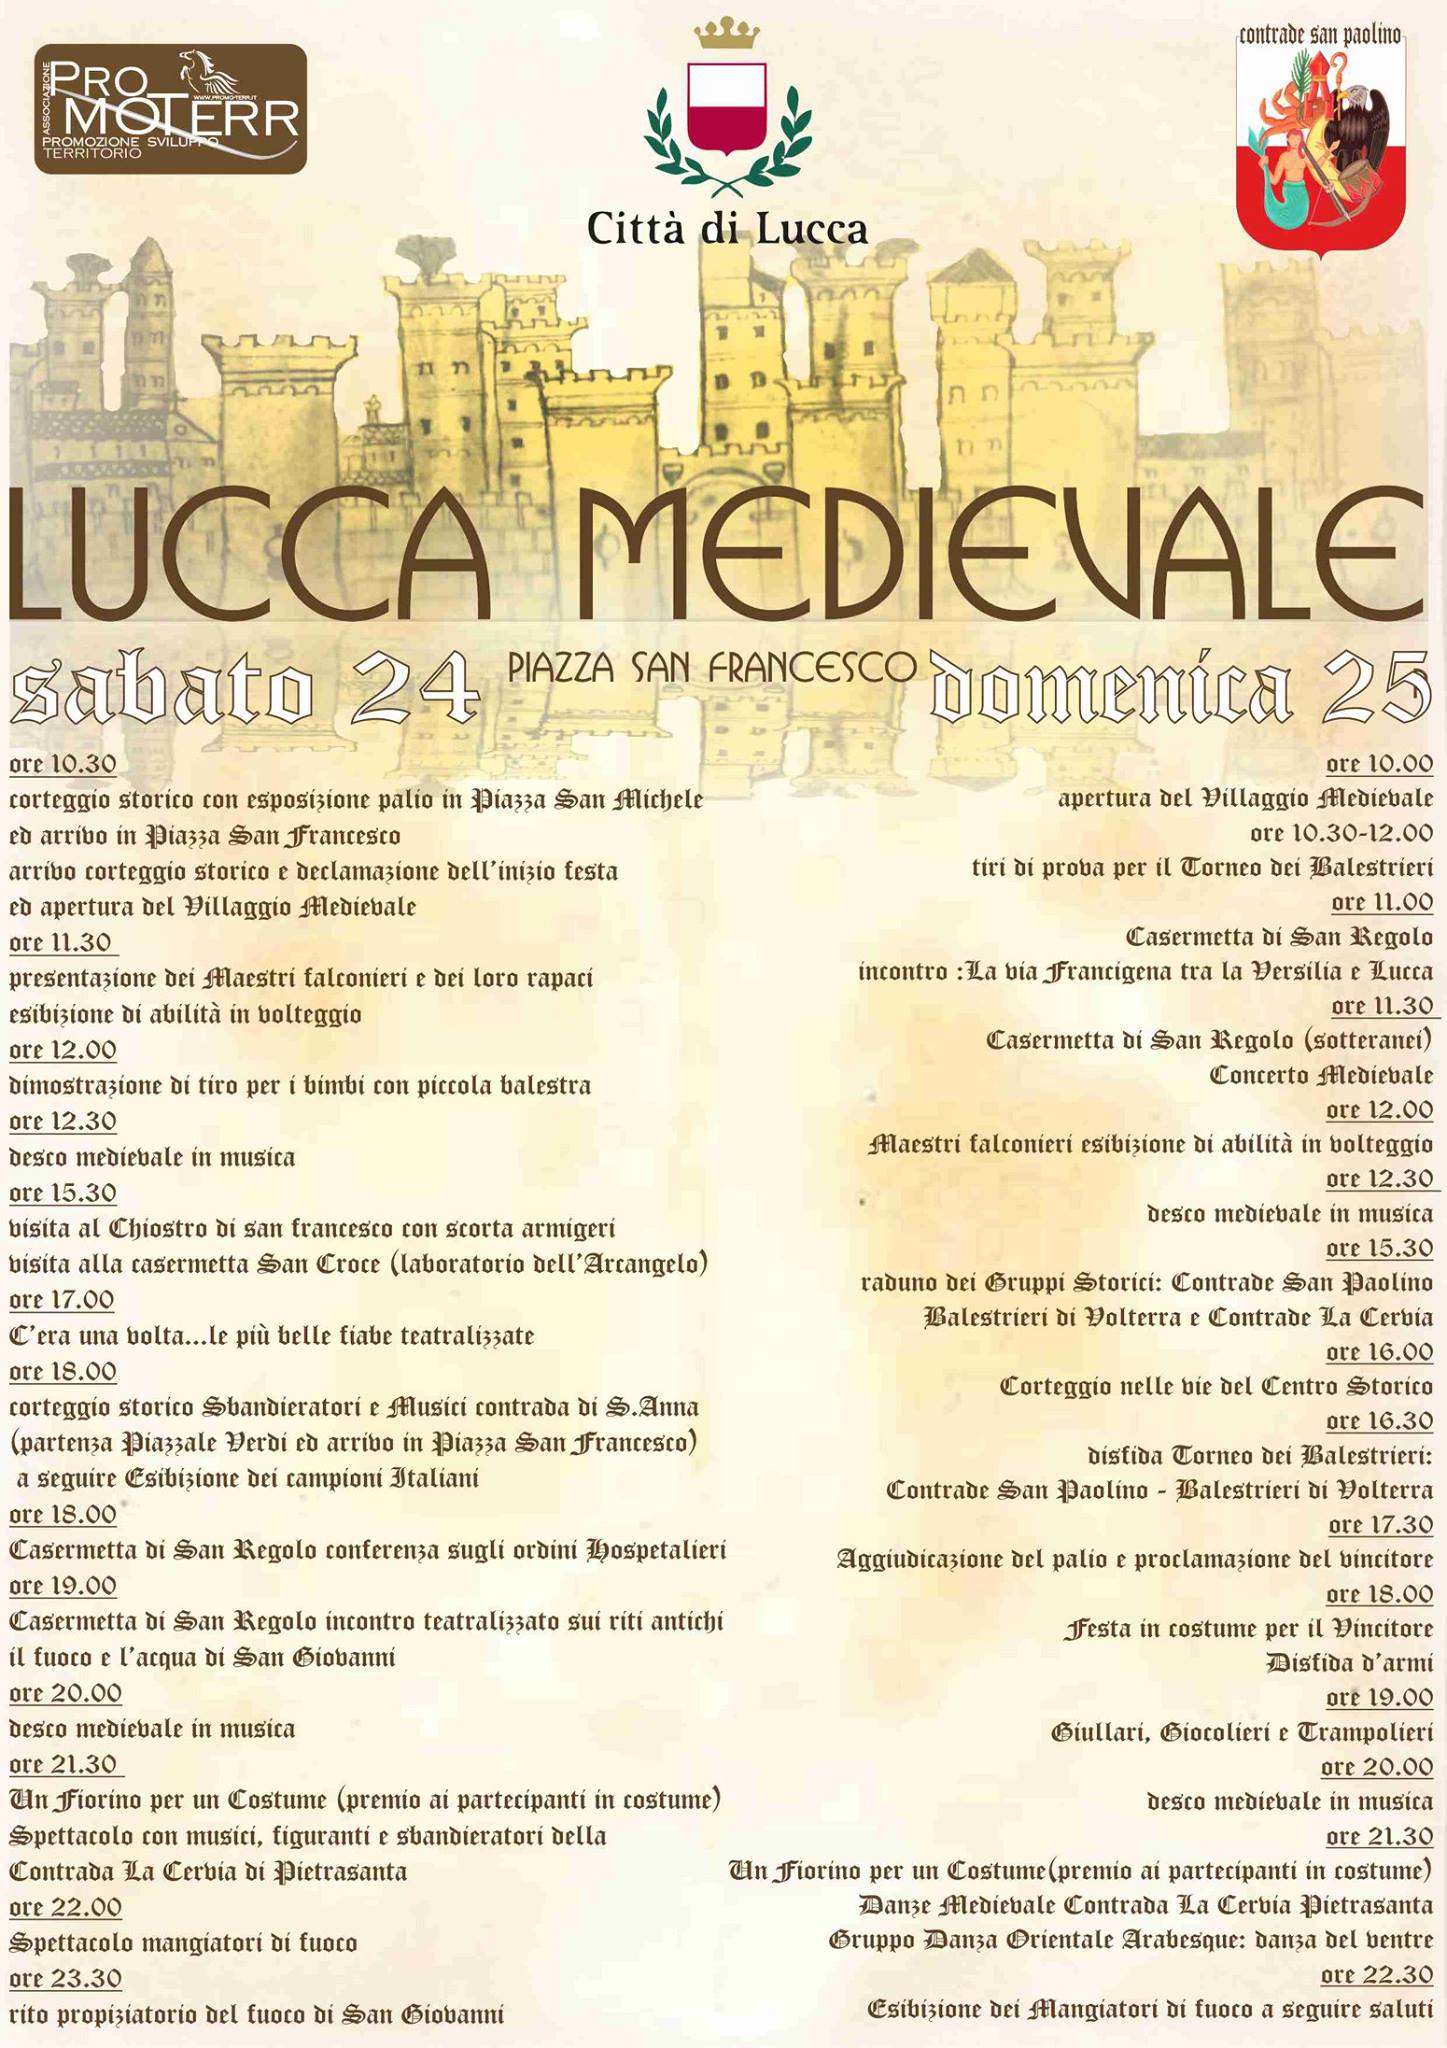 ASSOCIAZIONE
PRO
MOTERR
WWW.PROMO-TERR.IT
PROMOZIONE SVILUPPO
TERRITORIO
Città di Lucca
contrade san paolino
LUCCA MEDIEVALE
sabato 24
PIAZZA SAN FRANCESCO
domenica 25
ore 10.30
corteggio storico con esposizione palio in Piazza San Michele
ed arrivo in Piazza San Francesco
arrivo corteggio storico e declamazione dell'inizio festa
ed apertura del Villaggio Medievale
ore 11.30
presentazione dei Maestri falconieri e dei loro rapaci
esibizione di abilità in volteggio
ore 12.00
dimostrazione di tiro per i bimbi con piccola balestra
ore 12.30
desco medievale in musica
ore 15.30
visita al Chiostro di san francesco con scorta armigeri
visita alla casermetta San Croce (laboratorio dell'Arcangelo)
ore 17.00
C'era una volta...le più belle fiabe teatralizzate
ore 18.00
corteggio storico Sbandieratori e Musici contrada di S.Anna
(partenza Piazzale Verdi ed arrivo in Piazza San Francesco)
a seguire Esibizione dei campioni Italiani
ore 18.00
Casermetta di San Regolo conferenza sugli ordini Hospetalieri
ore 19.00
Casermetta di San Regolo incontro teatralizzato sui riti antichi
il fuoco e l'acqua di San Giovanni
ore 20.00
desco medievale in musica
ore 21.30
Un Fiorino per un Costume (premio ai partecipanti in costume)
Spettacolo con musici, figuranti e sbandieratori della
Contrada La Cervia di Pietrasanta
ore 22.00
Spettacolo mangiatori di fuoco
ore 23.30
rito propiziatorio del fuoco di San Giovanni
ore 10.00
apertura del Villaggio Medievale
ore 10.30-12.00
tiri di prova per il Torneo dei Balestrieri
ore 11.00
Casermetta di San Regolo
incontro :La via Francigena tra la Versilia e Lucca
ore 11.30
Casermetta di San Regolo (sotteranei)
Concerto Medievale
ore 12.00
Maestri falconieri esibizione di abilità in volteggio
ore 12.30
desco medievale in musica
ore 15.30
raduno dei Gruppi Storici: Contrade San Paolino
Balestrieri di Volterra e Contrade La Cervia
ore 16.00
Corteggio nelle vie del Centro Storico
ore 16.30
disfida Torneo dei Balestrieri:
Contrade San Paolino - Balestrieri di Volterra
ore 17.30
Aggiudicazione del palio e proclamazione del vincitore
ore 18.00
Festa in costume per il Vincitore
Disfida d'armi
ore 19.00
Giullari, Giocolieri e Trampolieri
ore 20.00
desco medievale in musica
ore 21.30
Un Fiorino per un Costume(premio ai partecipanti in costume)
Danze Medievale Contrada La Cervia Pietrasanta
Gruppo Danza Orientale Arabesque: danza del ventre
ore 22.30
Esibizione dei Mangiatori di fuoco a seguire saluti